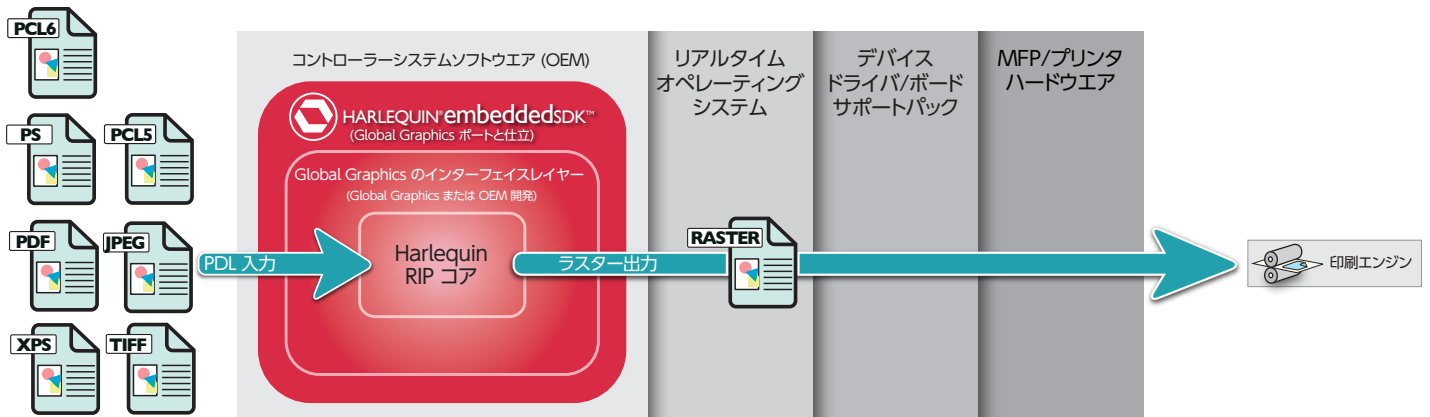 PCL6
PS
PCL5
PDF
JPEG
XPS
TIFF
PDL 入力
コントローラーシステムソフトウエア (OEM)
HARLEQUIN® embeddedSDK™
(Global Graphics ポートと仕立)
Global Graphics のインターフェイスレイヤー
(Global Graphics または OEM 開発)
Harlequin
RIP コア
ラスター出力
リアルタイム
オペレーティング
システム
RASTER
デバイス
ドライバ/ボード
サポートパック
MFP/プリンタ
ハードウエア
印刷エンジン